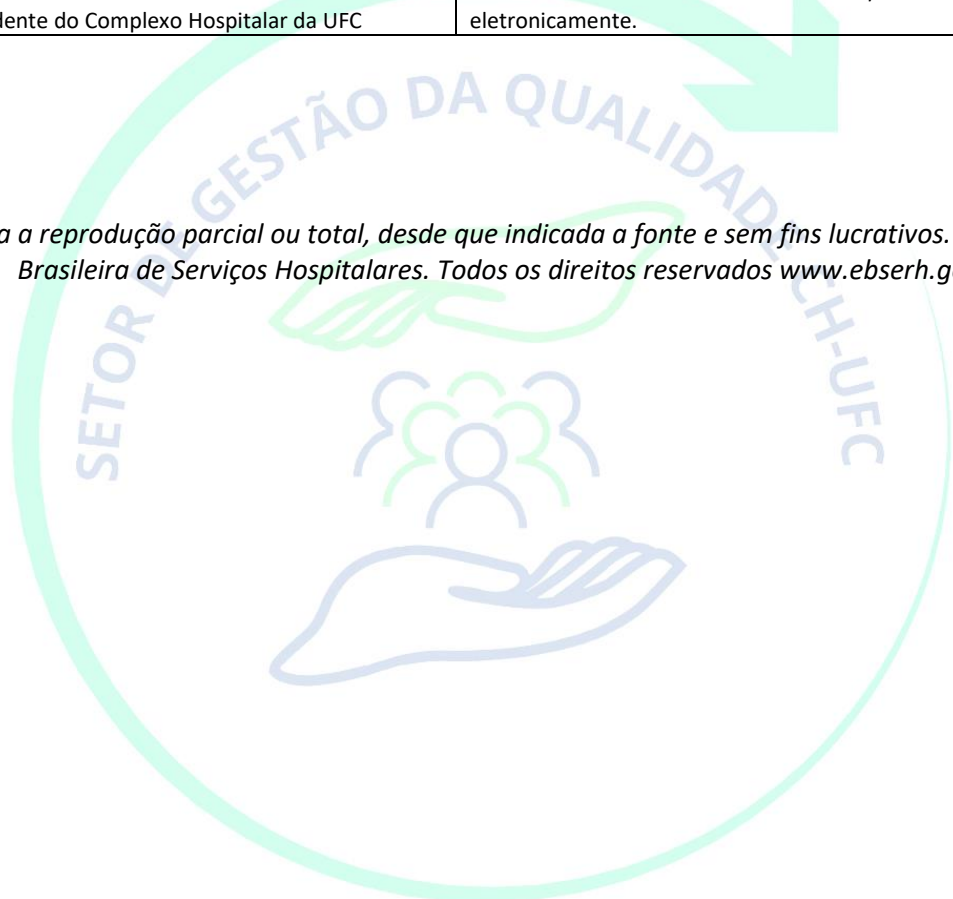 dente do Complexo Hospitalar da UFC
eletronicamente.
a reprodução parcial ou total, desde que indicada a fonte e sem fins lucrativos.
Brasileira de Serviços Hospitalares. Todos os direitos reservados www.ebserh.g
SETOR DE GESTÃO DA QUALIDADE CH-UFC